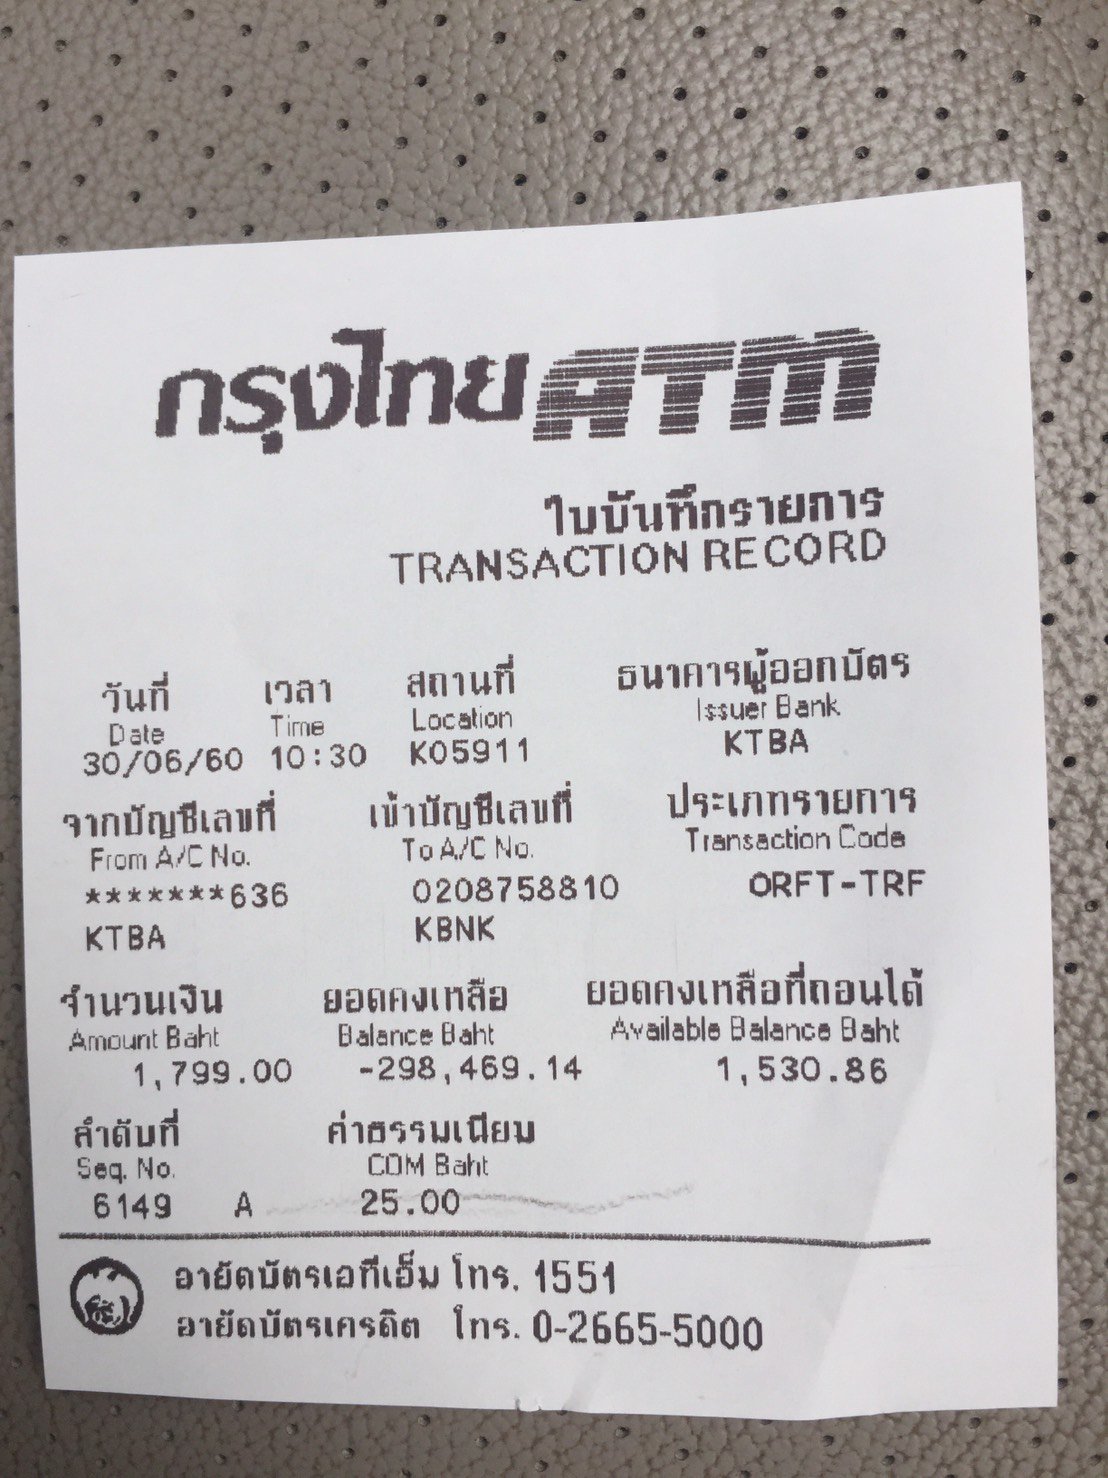 กรุงไทย ATM
ใบบันทึกรายการ
TRANSACTION RECORD
วันที่ เวลา สถานที่ ธนาคารผู้ออกบัตร
Date Time Location Issuer Bank
30/06/60 10:30 K05911 KTBA
จากบัญชีเลขที่ เข้าบัญชีเลขที่ ประเภทรายการ
From A/C No. To A/C No. Transaction Code
*******636 0208758810 ORFT-TRF
KTBA KBNK
จำนวนเงิน ยอดคงเหลือ ยอดคงเหลือที่ถอนได้
Amount Baht Balance Baht Available Balance Baht
1,799.00 -298,469.14 1,530.86
ลำดับที่ ค่าธรรมเนียม
Seq. No. COM Baht
6149 A 25.00
อายัดบัตรเอทีเอ็ม โทร. 1551
อายัดบัตรเครดิต โทร. 0-2665-5000